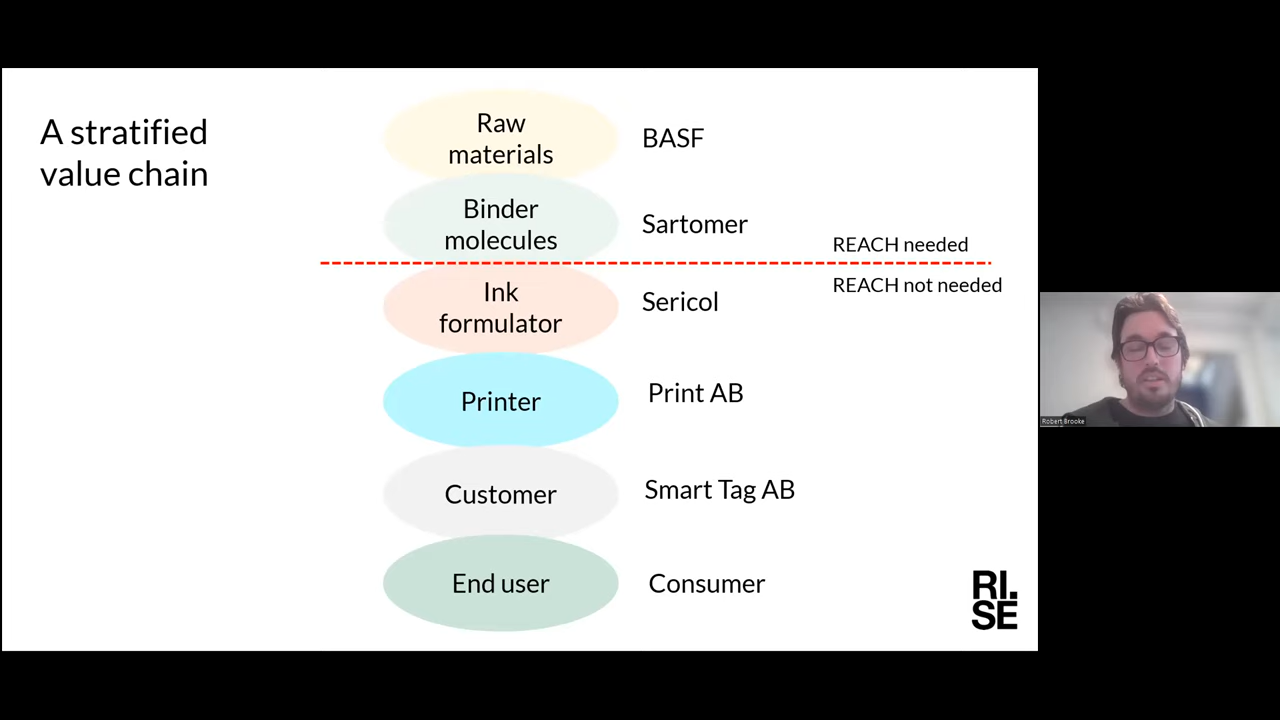 A stratified
value chain
Raw
materials
BASF
Binder
molecules
Sartomer
REACH needed
REACH not needed
Ink
formulator
Sericol
Printer
Print AB
Customer
Smart Tag AB
End user
Consumer
RI.
SE
Robert Brooke